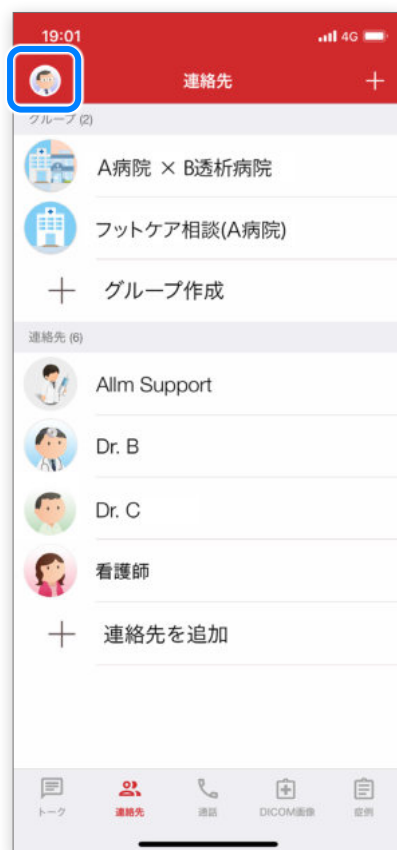 19:01 4G
連絡先
グループ (2)
A病院 × B透析病院
フットケア相談(A病院)
グループ作成
連絡先 (6)
Allm Support
Dr. B
Dr. C
看護師
連絡先を追加
トーク 連絡先 通話 DICOM画像 症例